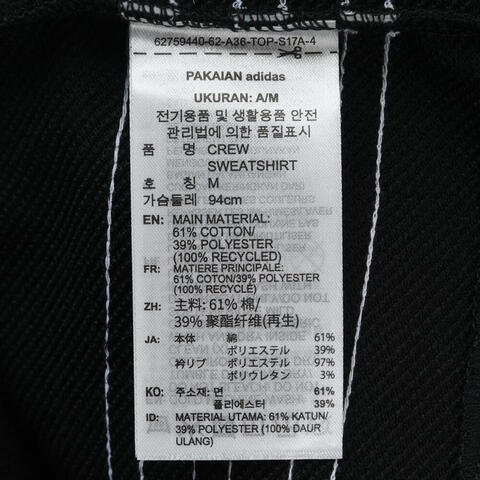 62759440-62-A36-TOP-S17A-4
PAKAIAN adidas
UKURAN: A/M
전기용품 및 생활용품 안전
관리법에 의한 품질표시
품 명 CREW
SWEATSHIRT
호 칭 M
가슴둘레 94cm
EN: MAIN MATERIAL:
61% COTTON/
39% POLYESTER
(100% RECYCLED)
FR: MATIERE PRINCIPALE:
61% COTON/39% POLYESTER
(100% RECYCLÉ)
ZH: 主料: 61% 棉/
39% 聚酯纤维(再生)
JA: 本体 綿 61%
ポリエステル 39%
衿リブ ポリエステル 97%
ポリウレタン 3%
KO: 주소재: 면 61%
폴리에스터 39%
ID: MATERIAL UTAMA: 61% KATUN/
39% POLYESTER (100% DAUR
ULANG)